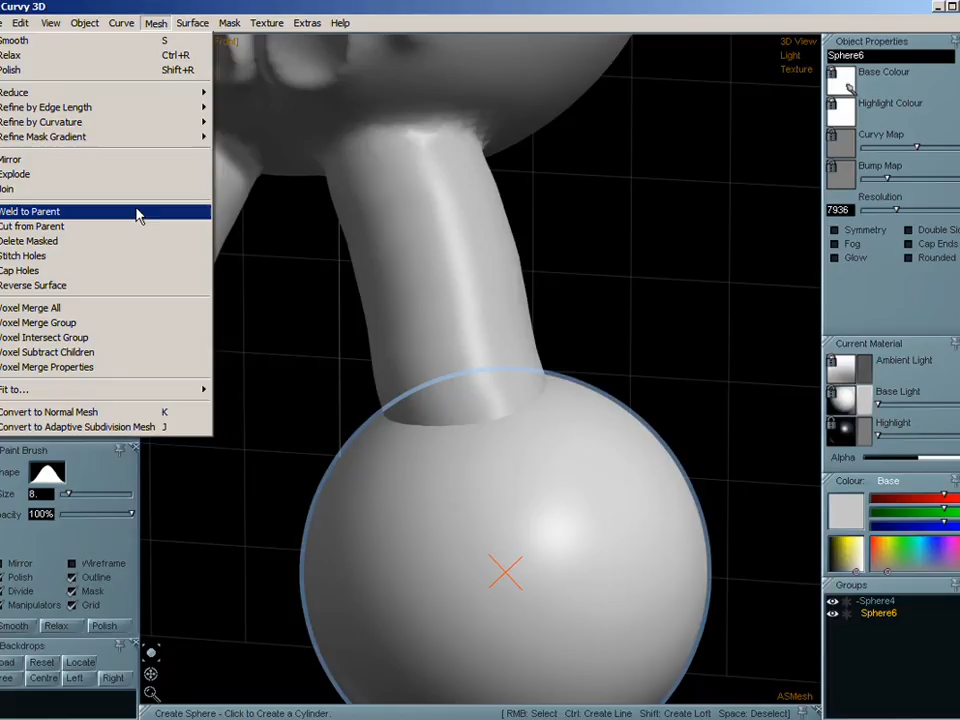 Curvy 3D
Edit View Object Curve Mesh Surface Mask Texture Extras Help
Smooth S
Relax Ctrl+R
Polish Shift+R
Reduce
Refine by Edge Length
Refine by Curvature
Refine Mask Gradient
Mirror
Explode
Join
Weld to Parent
Cut from Parent
Delete Masked
Stitch Holes
Cap Holes
Reverse Surface
Voxel Merge All
Voxel Merge Group
Voxel Intersect Group
Voxel Subtract Children
Voxel Merge Properties
Fit to...
Convert to Normal Mesh K
Convert to Adaptive Subdivision Mesh J
Paint Brush
hape
Size 8.
pacity 100%
Mirror Wireframe
Polish Outline
Divide Mask
Manipulators Grid
Smooth Relax Polish
Backdrops
oad Reset Locate
ree Centre Left Right
3D View
Light
Texture
ASMesh
Create Sphere - Click to Create a Cylinder.
[ RMB: Select Ctrl: Create Line Shift: Create Loft Space: Deselect]
Object Properties
Sphere6
Base Colour
Highlight Colour
Curvy Map
Bump Map
Resolution
7936
Symmetry Double Si
Fog Cap Ends
Glow Rounded
Current Material
Ambient Light
Base Light
Highlight
Alpha
Colour: Base
Groups
-Sphere4
Sphere6